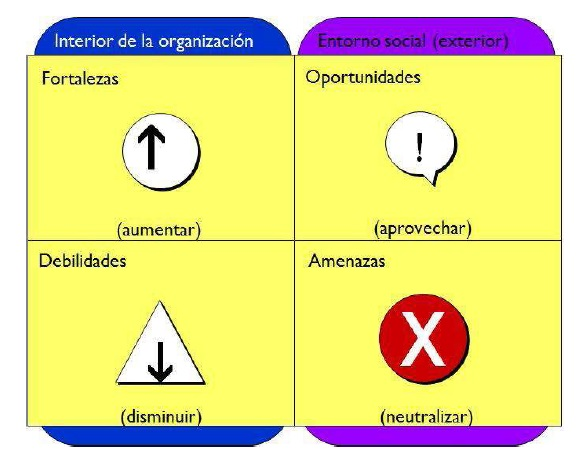 Interior de la organización
Entorno social (exterior)
Fortalezas
Oportunidades
!
(aumentar)
(aprovechar)
Debilidades
Amenazas
X
(disminuir)
(neutralizar)